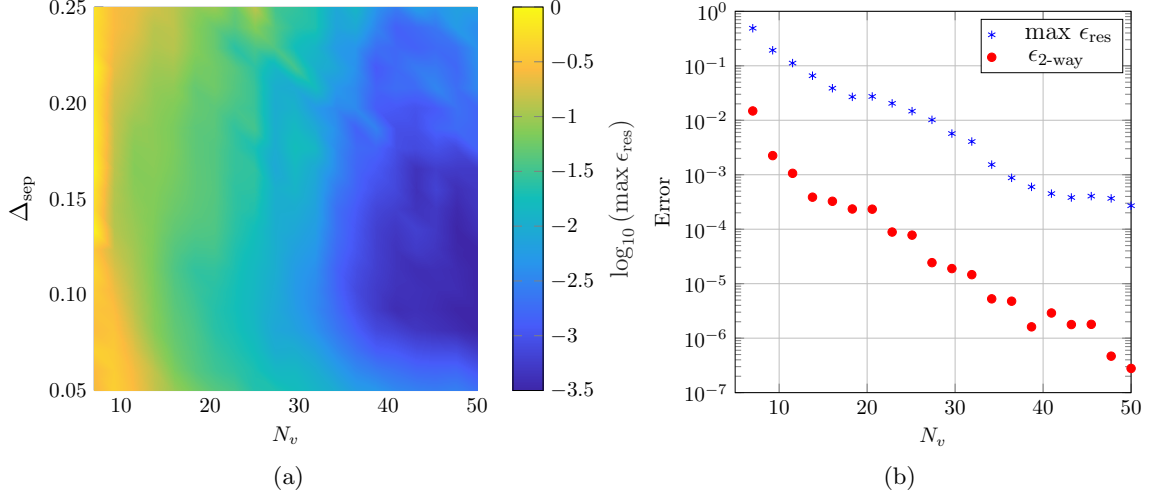 0.25
0.20
0.15
0.10
0.05
Δsep
10 20 30 40 50
N_v
0
−0.5
−1
−1.5
−2
−2.5
−3
−3.5
log10 (max ϵres)
(a)
10^0
10^−1
10^−2
10^−3
10^−4
10^−5
10^−6
10^−7
Error
max ϵres
ϵ2-way
10 20 30 40 50
N_v
(b)